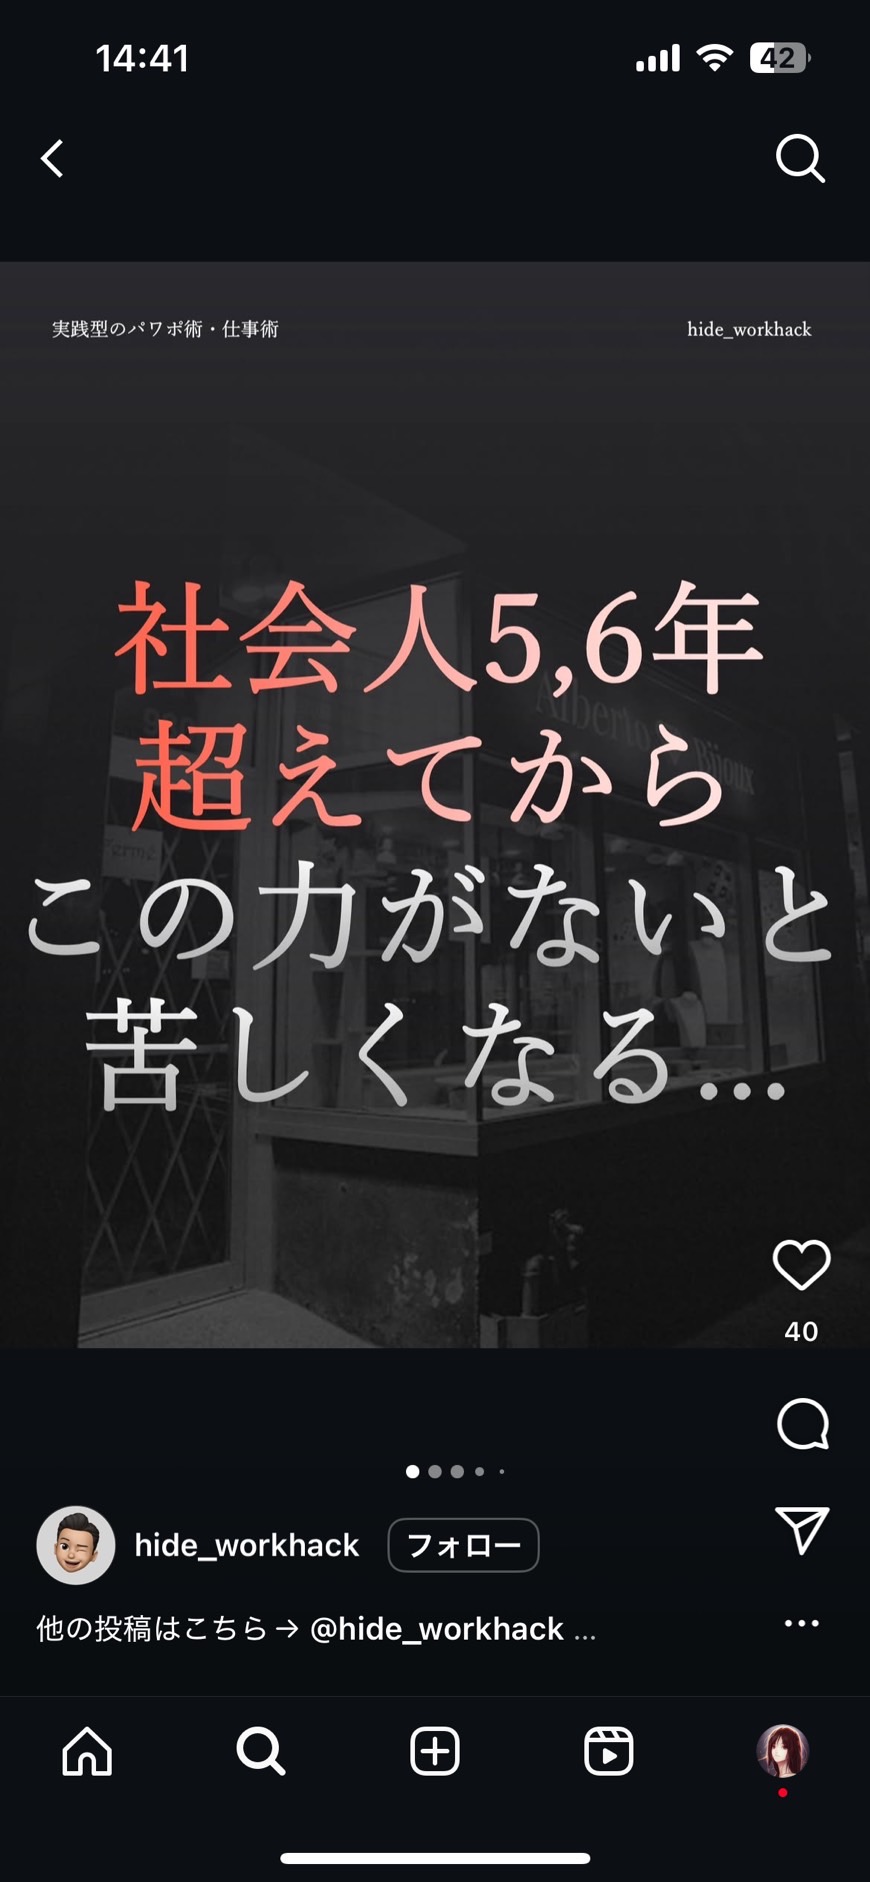 14:41
42
実践型のパワポ術・仕事術
hide_workhack
社会人5,6年
超えてから
この力がないと
苦しくなる...
Alberto
Bijoux
40
hide_workhack
フォロー
他の投稿はこちら→ @hide_workhack ...